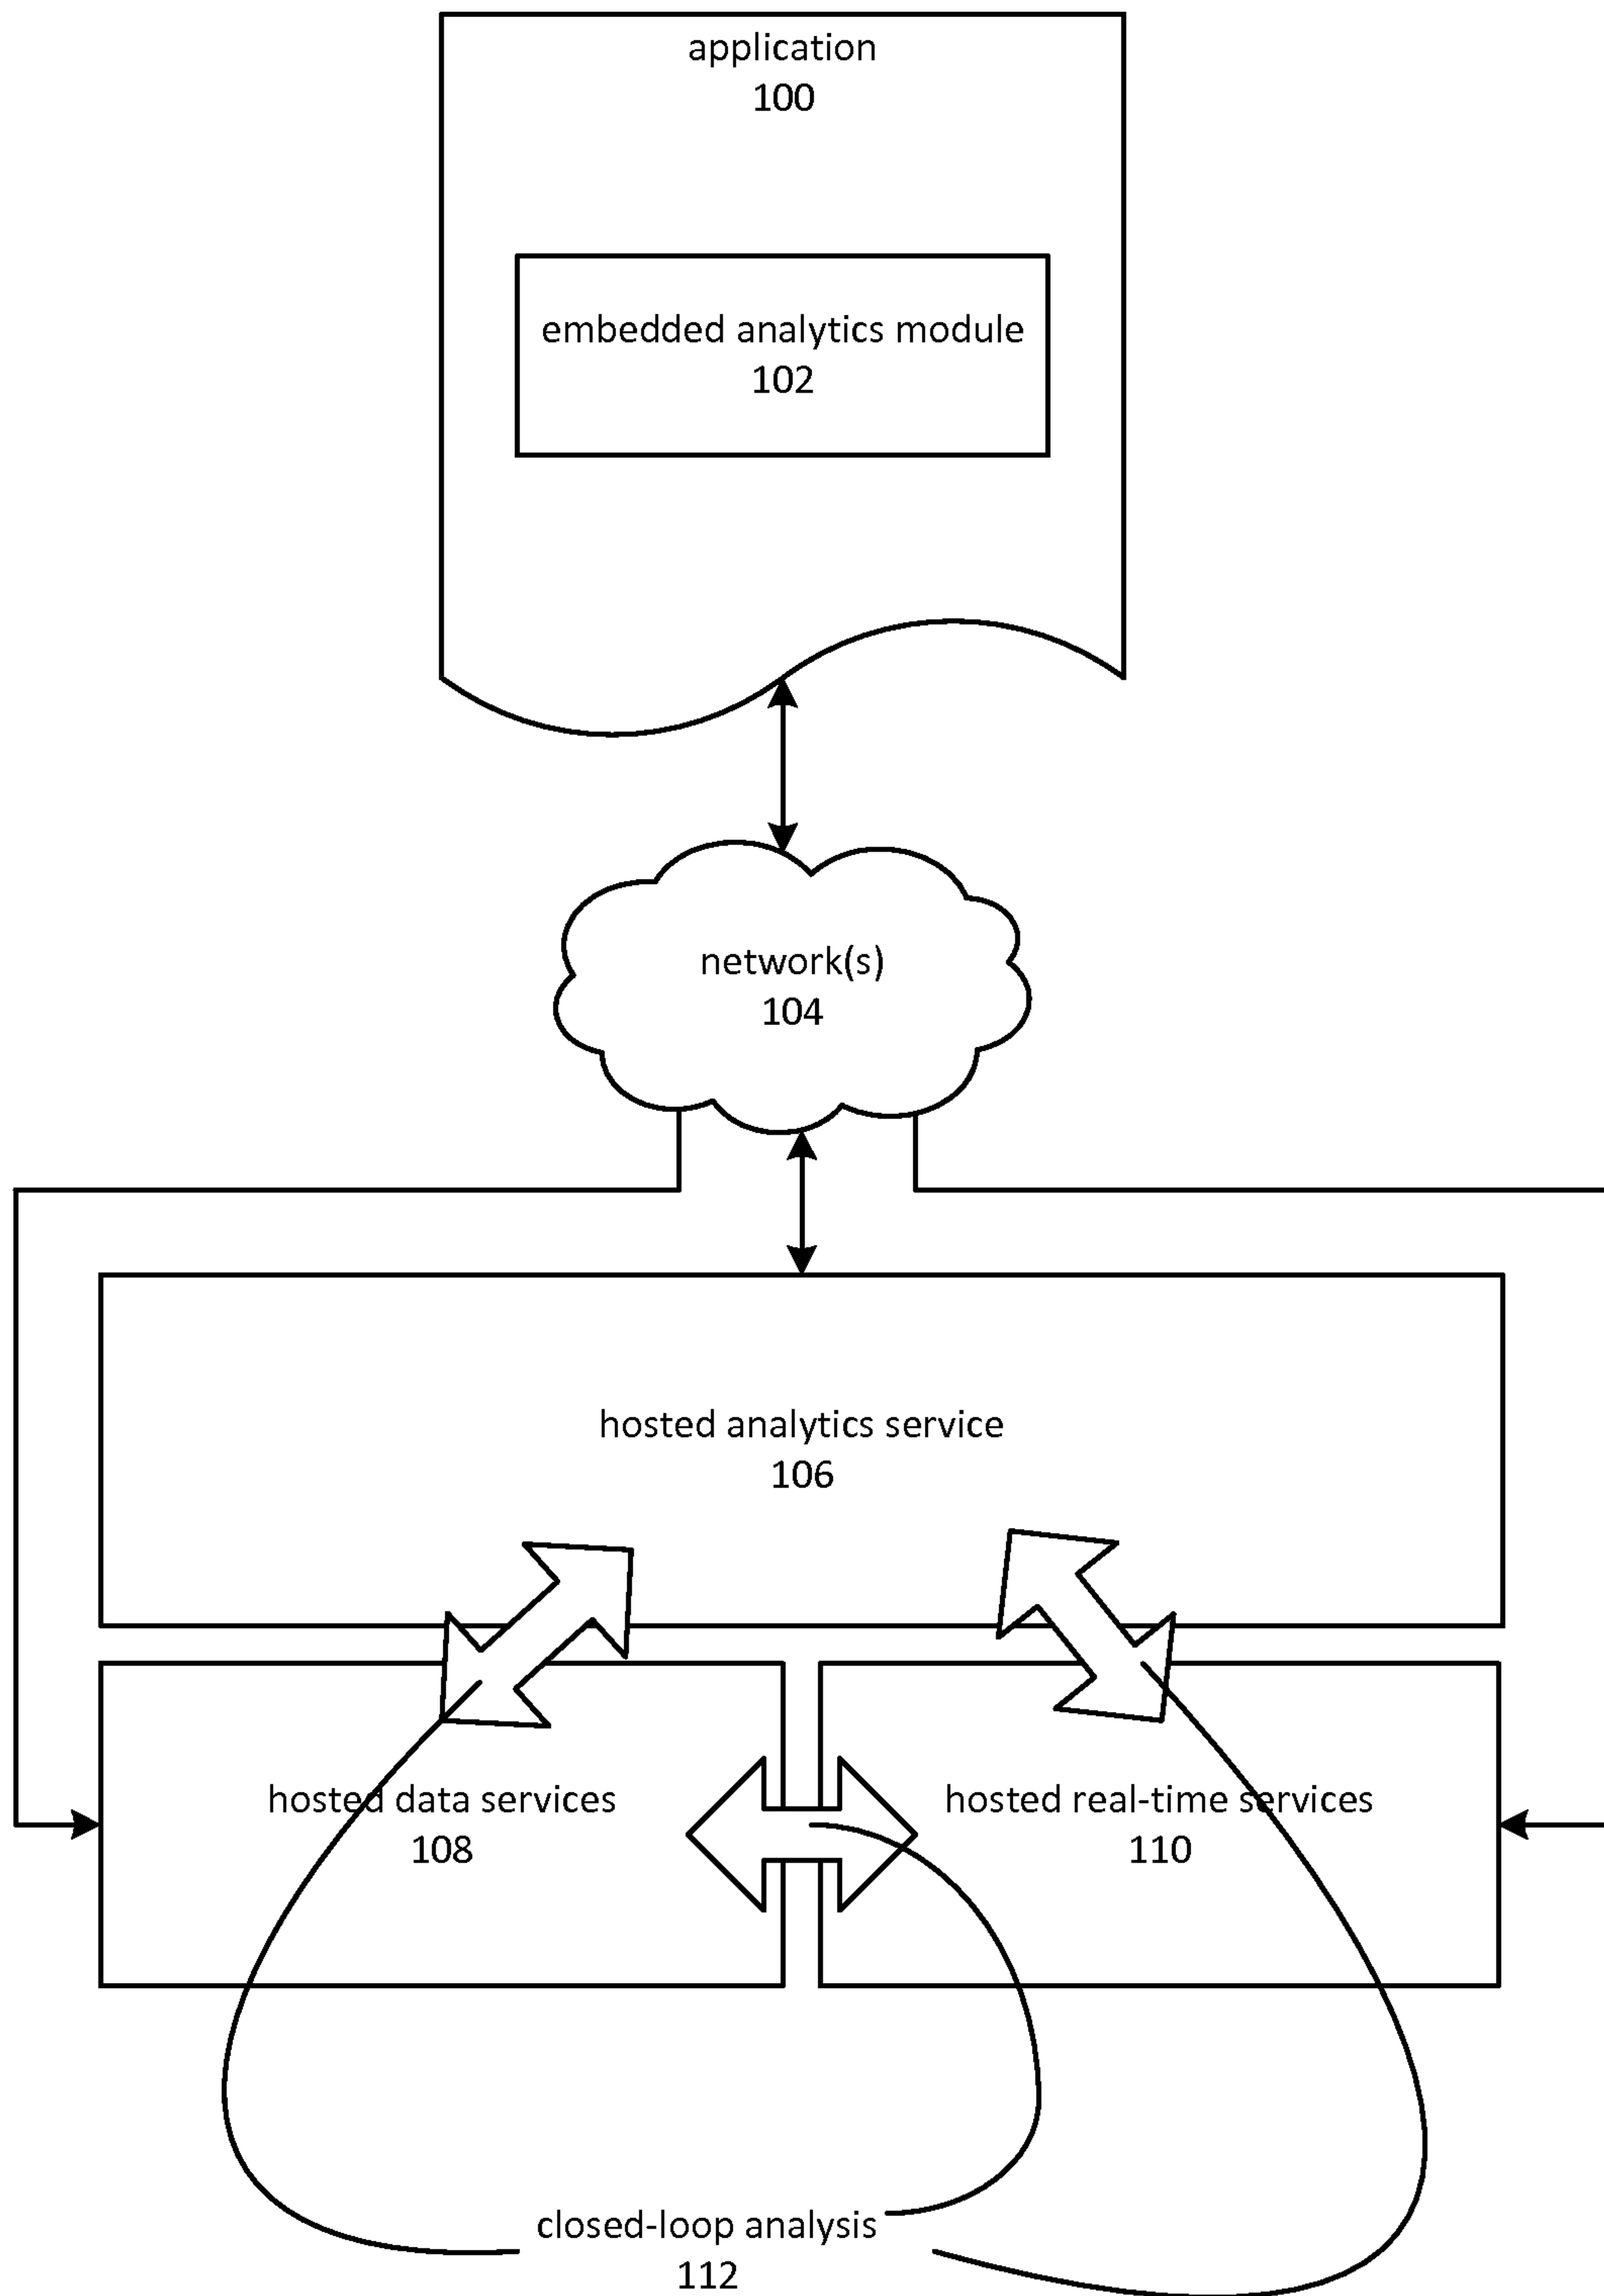 application
100
embedded analytics module
102
network(s)
104
hosted analytics service
106
hosted data services
108
hosted real-time services
110
closed-loop analysis
112